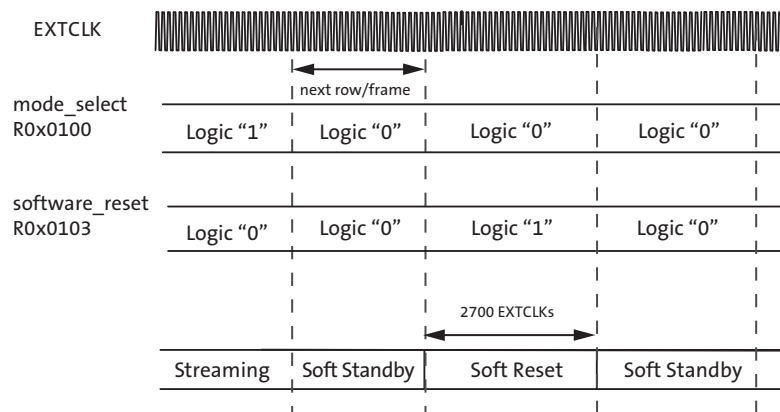 EXTCLK
next row/frame
mode_select
R0x0100
Logic “1” Logic “0” Logic “0” Logic “0”
software_reset
R0x0103
Logic “0” Logic “0” Logic “1” Logic “0”
2700 EXTCLKs
Streaming Soft Standby Soft Reset Soft Standby